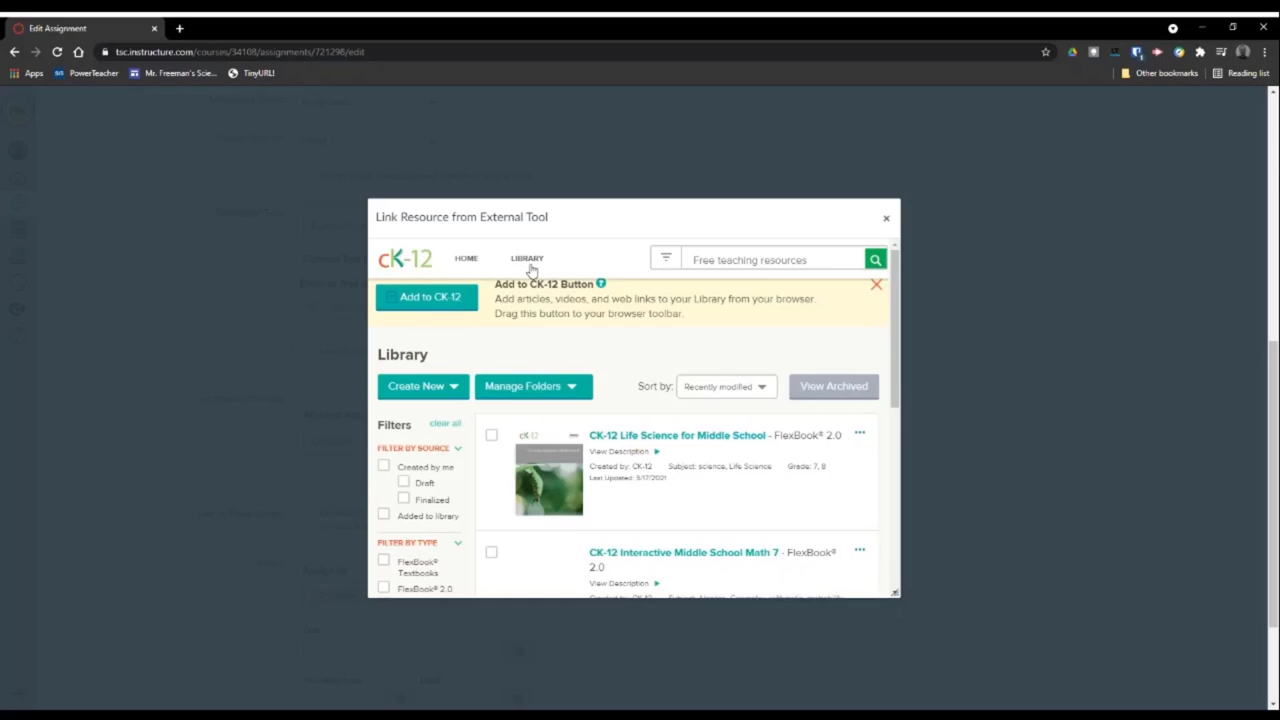 Edit Assignment
tsc.instructure.com/courses/34108/assignments/721298/edit
Apps
PowerTeacher
Mr. Freeman's Scie...
TinyURL!
Other bookmarks
Reading list
Link Resource from External Tool
cK-12
HOME
LIBRARY
Free teaching resources
Add to CK-12
Add to CK-12 Button ?
Add articles, videos, and web links to your Library from your browser.
Drag this button to your browser toolbar.
Library
Create New
Manage Folders
Sort by:
Recently modified
View Archived
Filters
clear all
FILTER BY SOURCE
Created by me
Draft
Finalized
Added to library
FILTER BY TYPE
FlexBook®
Textbooks
FlexBook® 2.0
cK-12
CK-12 Life Science for Middle School - FlexBook® 2.0
View Description
Created by: CK-12 Subject: science, Life Science Grade: 7, 8
Last Updated: 5/17/2021
CK-12 Interactive Middle School Math 7 - FlexBook®
2.0
View Description